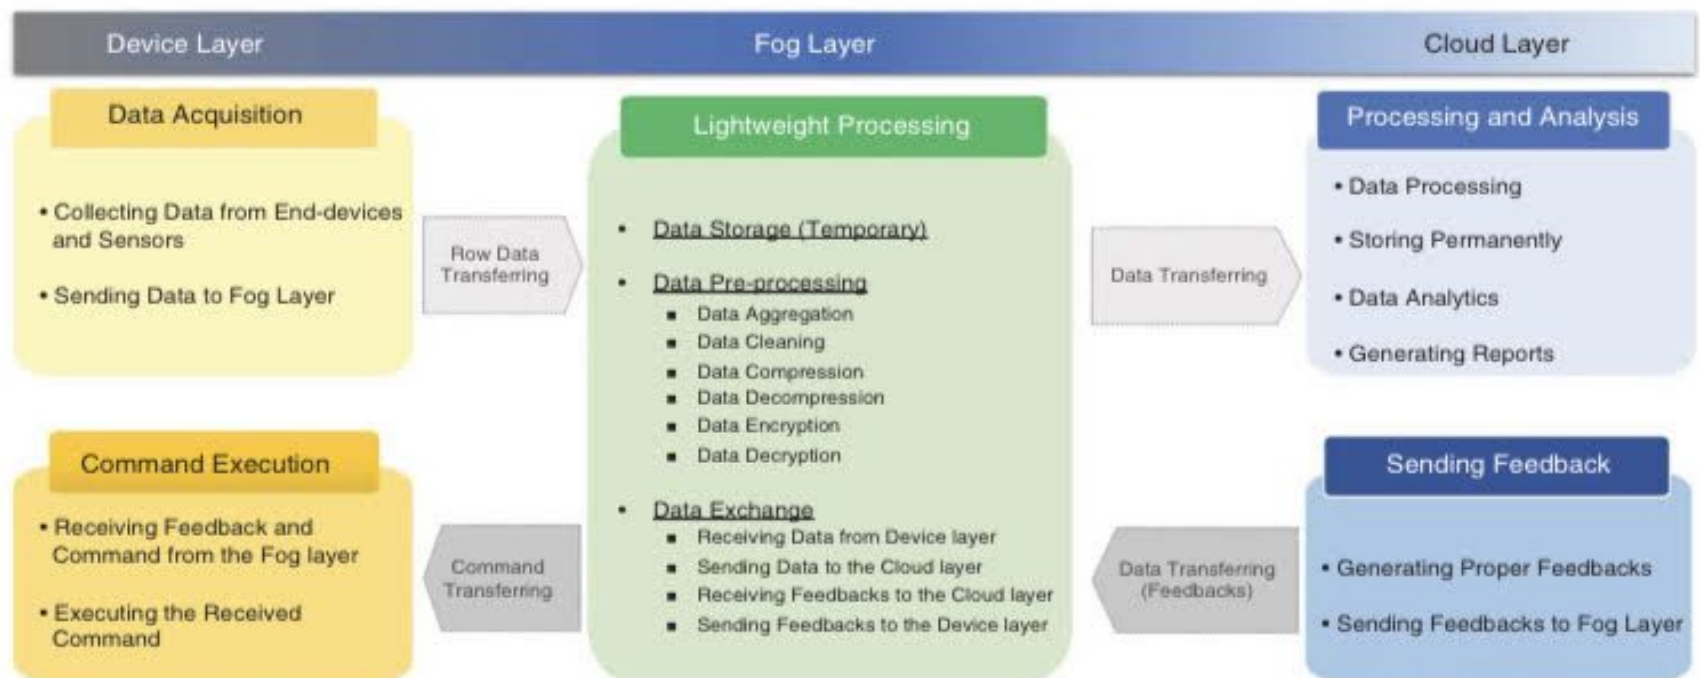 Device Layer
Fog Layer
Cloud Layer
Data Acquisition
• Collecting Data from End-devices
and Sensors
• Sending Data to Fog Layer
Row Data
Transferring
Lightweight Processing
• Data Storage (Temporary)
• Data Pre-processing
▪ Data Aggregation
▪ Data Cleaning
▪ Data Compression
▪ Data Decompression
▪ Data Encryption
▪ Data Decryption
• Data Exchange
▪ Receiving Data from Device layer
▪ Sending Data to the Cloud layer
▪ Receiving Feedbacks to the Cloud layer
▪ Sending Feedbacks to the Device layer
Data Transferring
Processing and Analysis
• Data Processing
• Storing Permanently
• Data Analytics
• Generating Reports
Command Execution
• Receiving Feedback and
Command from the Fog layer
• Executing the Received
Command
Command
Transferring
Data Transferring
(Feedbacks)
Sending Feedback
• Generating Proper Feedbacks
• Sending Feedbacks to Fog Layer